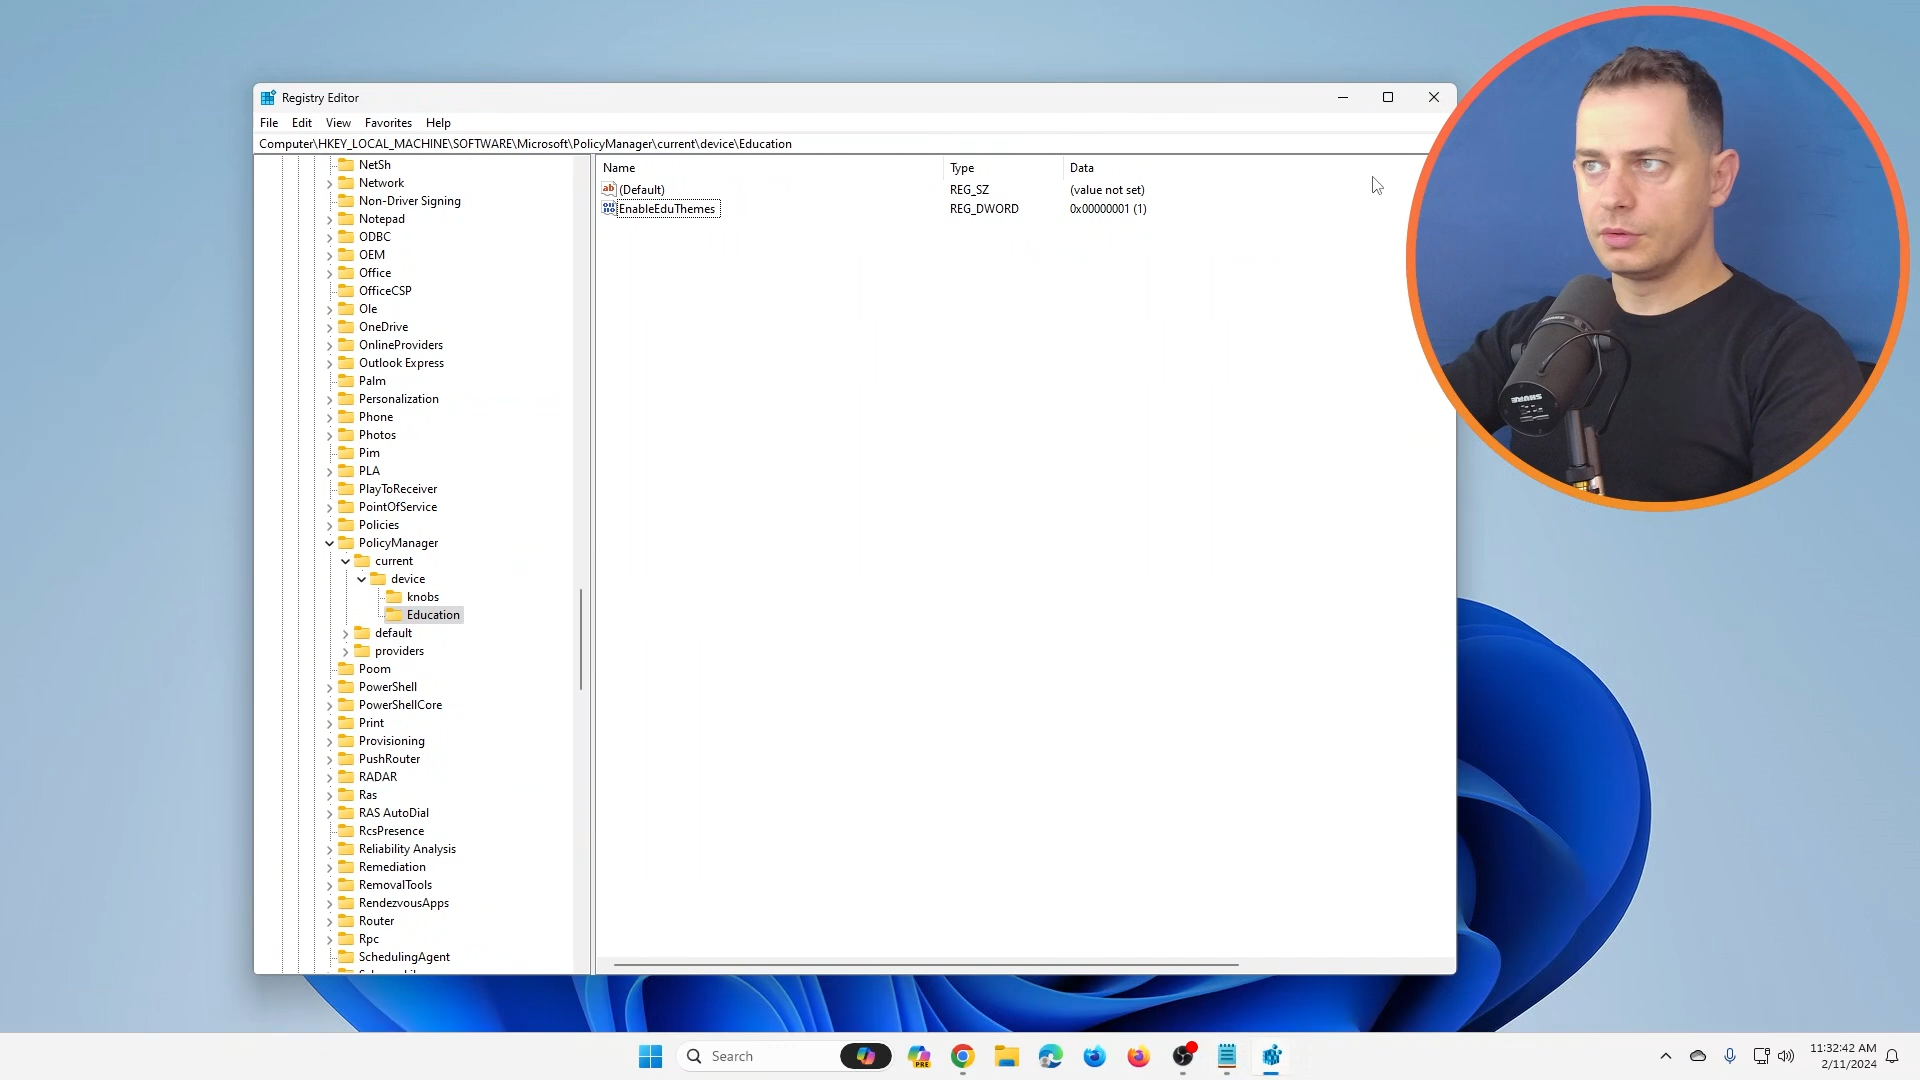 Registry Editor
File Edit View Favorites Help
Computer\HKEY_LOCAL_MACHINE\SOFTWARE\Microsoft\PolicyManager\current\device\Education
NetSh
Network
Non-Driver Signing
Notepad
ODBC
OEM
Office
OfficeCSP
Ole
OneDrive
OnlineProviders
Outlook Express
Palm
Personalization
Phone
Photos
Pim
PLA
PlayToReceiver
PointOfService
Policies
PolicyManager
current
device
knobs
Education
default
providers
Poom
PowerShell
PowerShellCore
Print
Provisioning
PushRouter
RADAR
Ras
RAS AutoDial
RcsPresence
Reliability Analysis
Remediation
RemovalTools
RendezvousApps
Router
Rpc
SchedulingAgent
Name Type Data
(Default) REG_SZ (value not set)
EnableEduThemes REG_DWORD 0x00000001 (1)
SHURE
Search
PRE
11:32:42 AM
2/11/2024